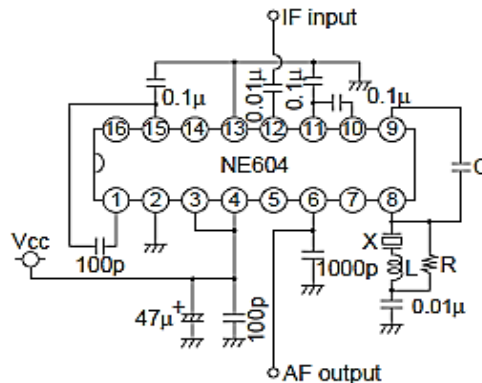 IF input
0.1μ
0.01μ
0.1μ
0.1μ
16 15 14 13 12 11 10 9
NE604
C
1 2 3 4 5 6 7 8
Vcc
100p
X
L
R
1000p
47μ+
100p
0.01μ
AF output